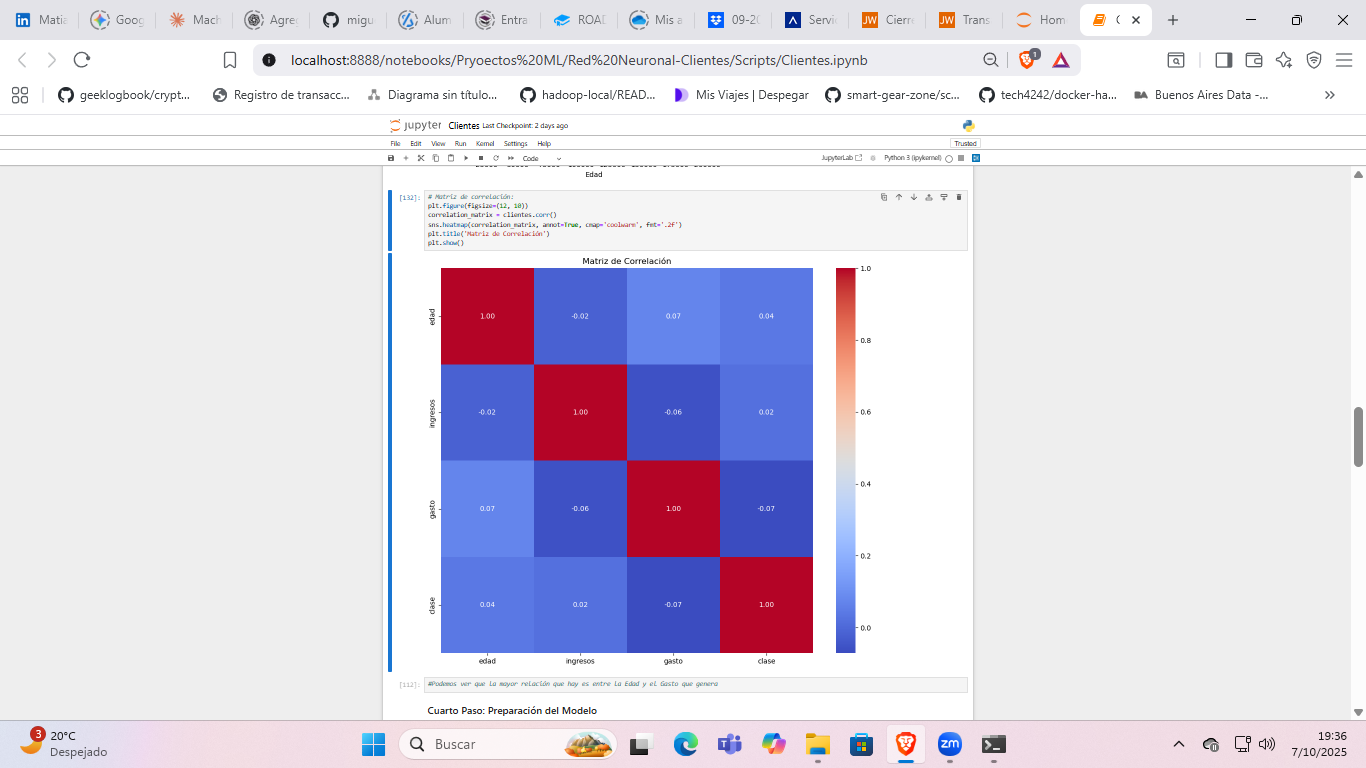 Matia
Goog
Mach
Agreg
migu
Alum
Entra
ROAD
Mis a
09-20
Servic
Cierre
Trans
Home
localhost:8888/notebooks/Pryoectos%20ML/Red%20Neuronal-Clientes/Scripts/Clientes.ipynb
1
geeklogbook/crypt...
Registro de transacc...
Diagrama sin título...
hadoop-local/READ...
Mis Viajes | Despegar
smart-gear-zone/sc...
tech4242/docker-ha...
BA Buenos Aires Data -...
jupyter Clientes Last Checkpoint: 2 days ago
File Edit View Run Kernel Settings Help Trusted
Code JupyterLab Python 3 (ipykernel)
Edad
[132]: # Matriz de correlación:
plt.figure(figsize=(12, 10))
correlation_matrix = clientes.corr()
sns.heatmap(correlation_matrix, annot=True, cmap='coolwarm', fmt='.2f')
plt.title('Matriz de Correlación')
plt.show()
Matriz de Correlación
edad 1.00 -0.02 0.07 0.04
ingresos -0.02 1.00 -0.06 0.02
gasto 0.07 -0.06 1.00 -0.07
clase 0.04 0.02 -0.07 1.00
edad ingresos gasto clase
1.0
0.8
0.6
0.4
0.2
0.0
[112]: #Podemos ver que la mayor relación que hay es entre la Edad y el Gasto que genera
Cuarto Paso: Preparación del Modelo
3
20°C
Despejado
Buscar
zm
19:36
7/10/2025